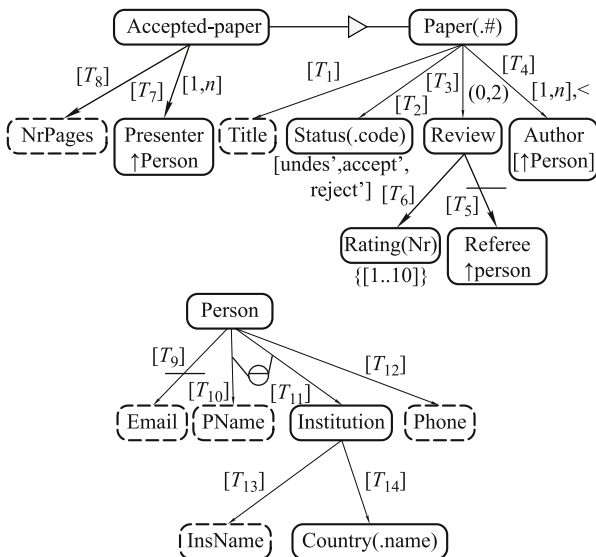 Accepted-paper
Paper(.#)
[T8]
[T7]
[1,n]
[T1]
[T2]
[T3]
(0,2)
[T4]
[1,n],<
NrPages
Presenter
↑Person
Title
Status(.code)
[undes',accept',
reject']
Review
Author
[↑Person]
[T6]
[T5]
Rating(Nr)
{[1..10]}
Referee
↑person
Person
[T9]
[T10]
[T11]
[T12]
Email
PName
Institution
Phone
[T13]
[T14]
InsName
Country(.name)